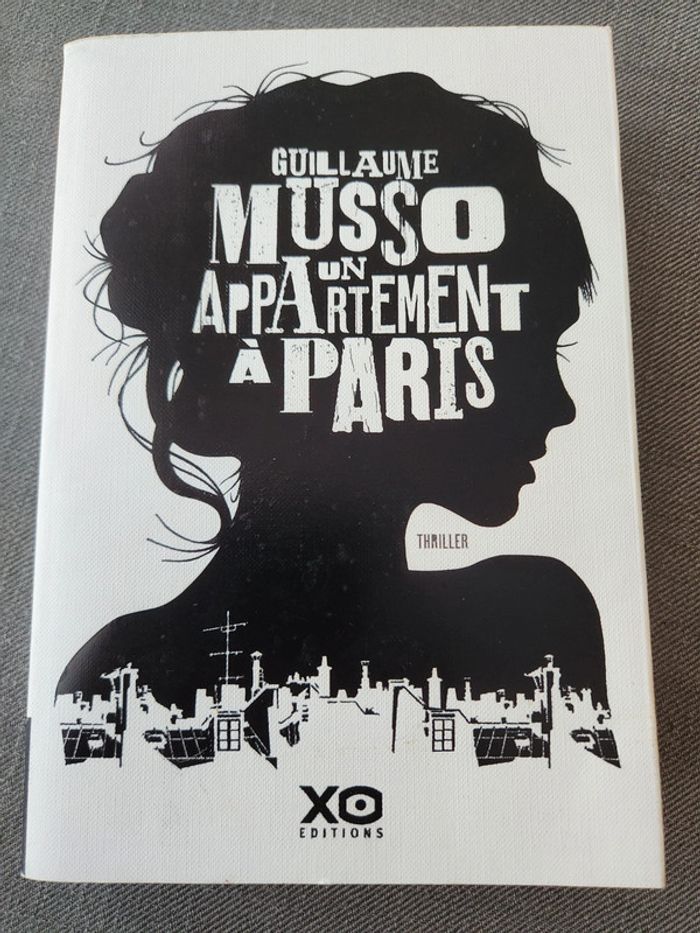 GUILLAUME
MUSSO
UN
APPARTEMENT
À PARIS
THRILLER
XO
EDITIONS